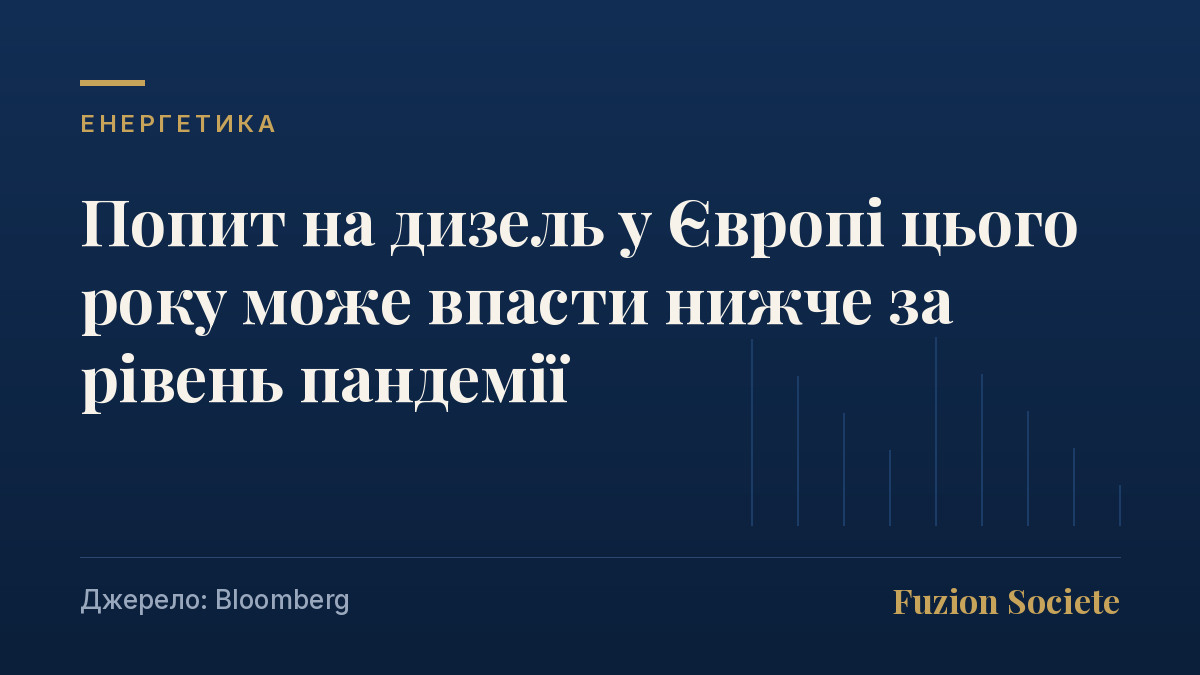 ЕНЕРГЕТИКА
Попит на дизель у Європі цього
року може впасти нижче за
рівень пандемії
Джерело: Bloomberg
Fuzion Societe